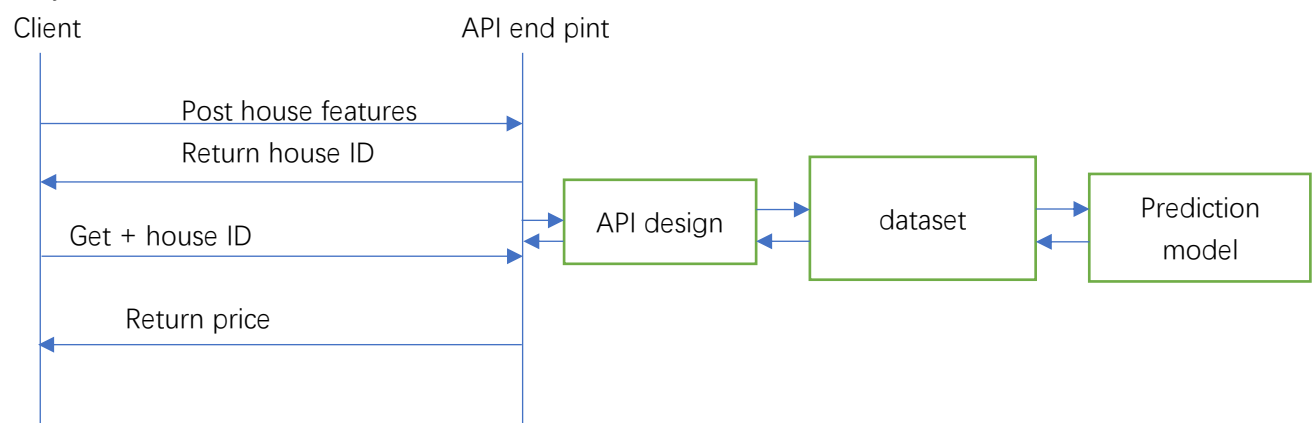 Client
API end pint
Post house features
Return house ID
Get + house ID
Return price
API design
dataset
Prediction
model